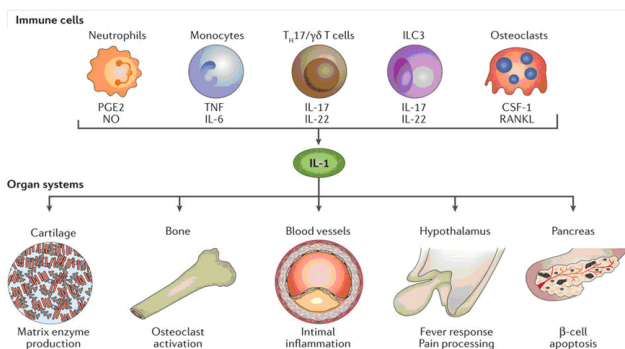 Immune cells
Neutrophils
Monocytes
TH17/γδ T cells
ILC3
Osteoclasts
PGE2
NO
TNF
IL-6
IL-17
IL-22
IL-17
IL-22
CSF-1
RANKL
IL-1
Organ systems
Cartilage
Bone
Blood vessels
Hypothalamus
Pancreas
Matrix enzyme
production
Osteoclast
activation
Intimal
inflammation
Fever response
Pain processing
β-cell
apoptosis